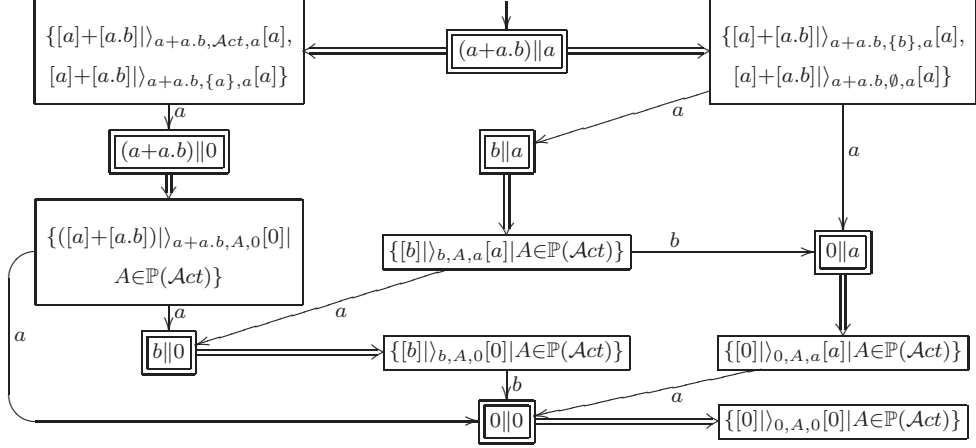 {[a]+[a.b]|⟩a+a.b,𝒜ct,a[a],
[a]+[a.b]|⟩a+a.b,{a},a[a]}
(a+a.b)‖a
{[a]+[a.b]|⟩a+a.b,{b},a[a],
[a]+[a.b]|⟩a+a.b,∅,a[a]}
a
a
a
(a+a.b)‖0
b‖a
{([a]+[a.b])|⟩a+a.b,A,0[0]|
A∈ℙ(𝒜ct)}
{[b]|⟩b,A,a[a]|A∈ℙ(𝒜ct)}
b
0‖a
a
a
a
b‖0
{[b]|⟩b,A,0[0]|A∈ℙ(𝒜ct)}
{[0]|⟩0,A,a[a]|A∈ℙ(𝒜ct)}
b
a
0‖0
{[0]|⟩0,A,0[0]|A∈ℙ(𝒜ct)}